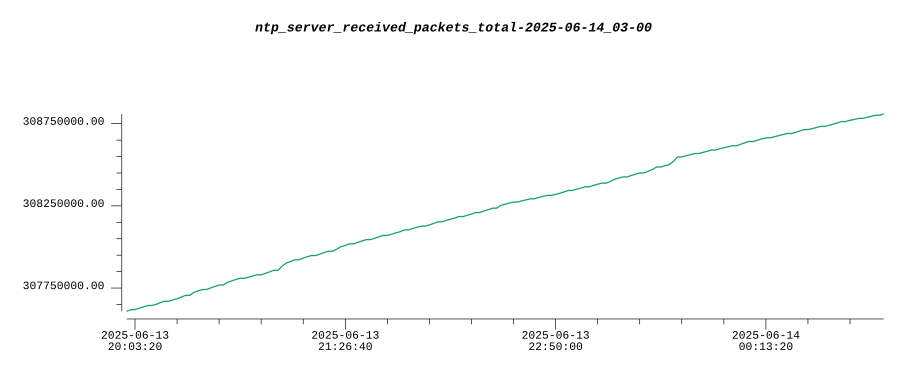 ntp_server_received_packets_total-2025-06-14_03-00
308750000.00
308250000.00
307750000.00
2025-06-13 2025-06-13 2025-06-13 2025-06-14
20:03:20 21:26:40 22:50:00 00:13:20